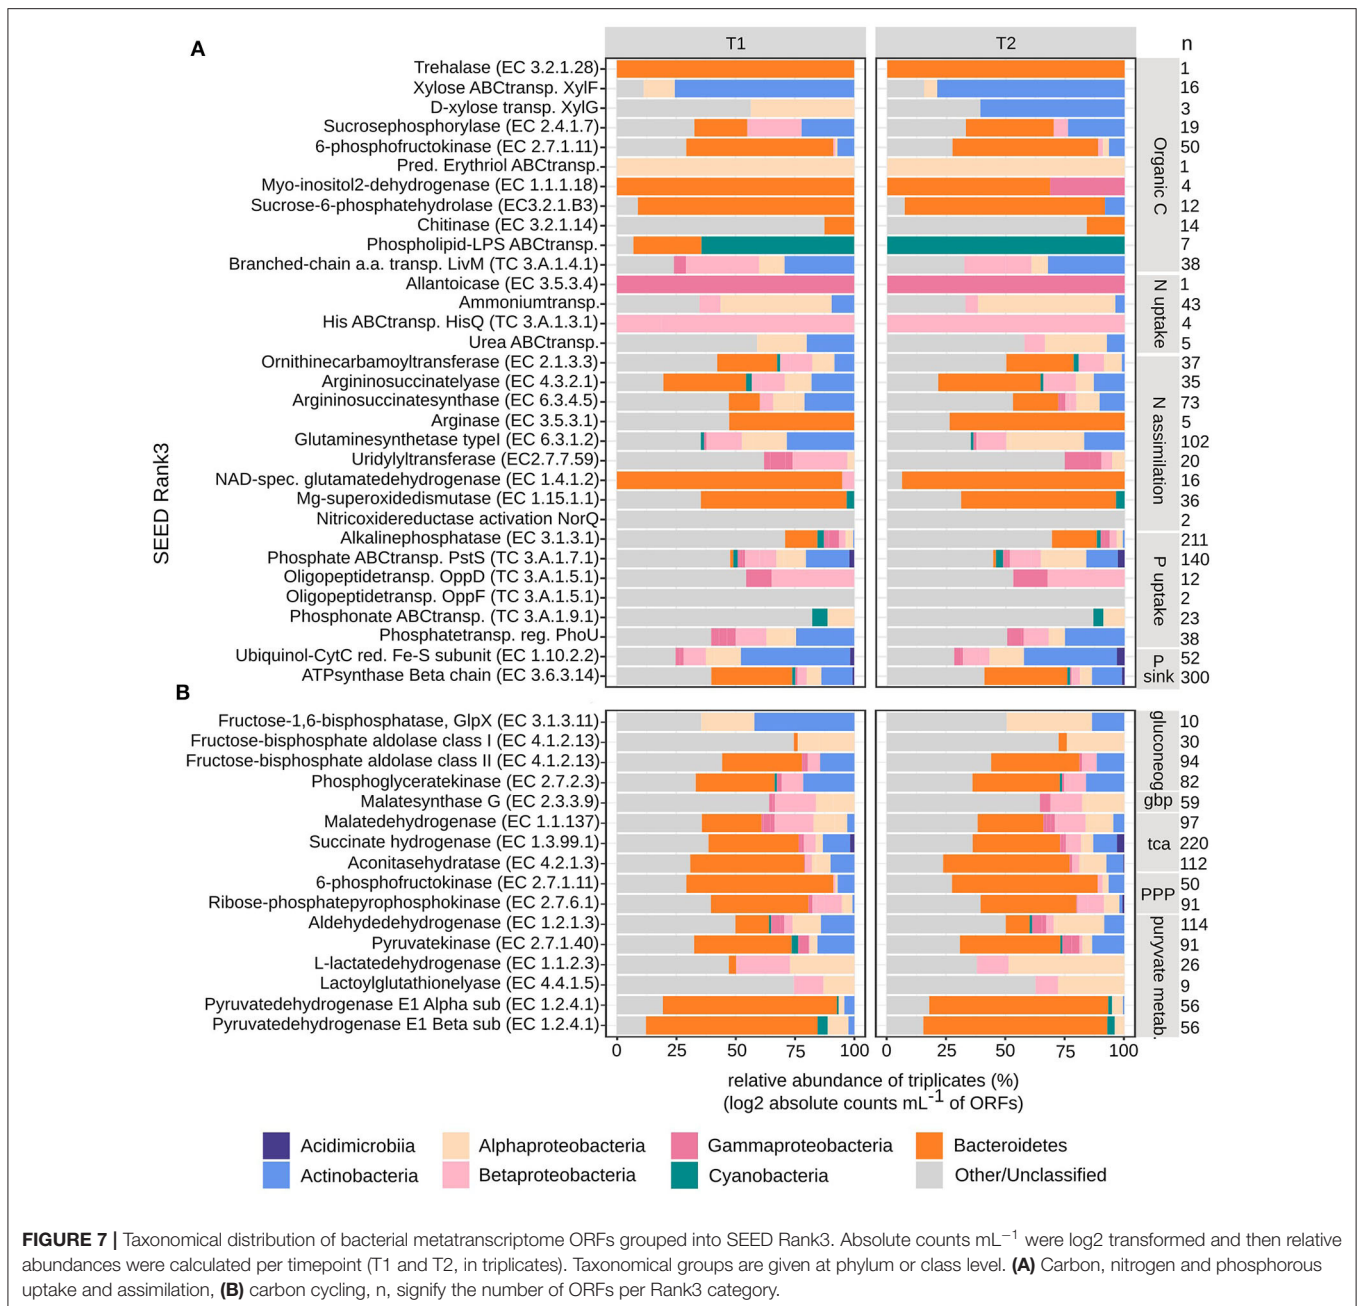 A
T1
T2
n
Trehalase (EC 3.2.1.28)
1
Xylose ABCtransp. XylF
16
D-xylose transp. XylG
3
Sucrosephosphorylase (EC 2.4.1.7)
19
6-phosphofructokinase (EC 2.7.1.11)
50
Pred. Erythriol ABCtransp.
1
Myo-inositol2-dehydrogenase (EC 1.1.1.18)
4
Sucrose-6-phosphatehydrolase (EC3.2.1.B3)
12
Chitinase (EC 3.2.1.14)
14
Phospholipid-LPS ABCtransp.
7
Branched-chain a.a. transp. LivM (TC 3.A.1.4.1)
38
Organic C
Allantoicase (EC 3.5.3.4)
1
Ammoniumtransp.
43
His ABCtransp. HisQ (TC 3.A.1.3.1)
4
Urea ABCtransp.
5
N uptake
Ornithinecarbamoyltransferase (EC 2.1.3.3)
37
Argininosuccinatelyase (EC 4.3.2.1)
35
Argininosuccinatesynthase (EC 6.3.4.5)
73
Arginase (EC 3.5.3.1)
5
Glutaminesynthetase typeI (EC 6.3.1.2)
102
Uridylyltransferase (EC2.7.7.59)
20
NAD-spec. glutamatedehydrogenase (EC 1.4.1.2)
16
Mg-superoxidedismutase (EC 1.15.1.1)
36
Nitricoxidereductase activation NorQ
2
N assimilation
Alkalinephosphatase (EC 3.1.3.1)
211
Phosphate ABCtransp. PstS (TC 3.A.1.7.1)
140
Oligopeptidetransp. OppD (TC 3.A.1.5.1)
12
Oligopeptidetransp. OppF (TC 3.A.1.5.1)
2
Phosphonate ABCtransp. (TC 3.A.1.9.1)
23
Phosphatetransp. reg. PhoU
38
P uptake
Ubiquinol-CytC red. Fe-S subunit (EC 1.10.2.2)
52
ATPsynthase Beta chain (EC 3.6.3.14)
300
P
sink
SEED Rank3
B
Fructose-1,6-bisphosphatase, GlpX (EC 3.1.3.11)
10
Fructose-bisphosphate aldolase class I (EC 4.1.2.13)
30
Fructose-bisphosphate aldolase class II (EC 4.1.2.13)
94
Phosphoglyceratekinase (EC 2.7.2.3)
82
gluconeog
Malatesynthase G (EC 2.3.3.9)
gbp
59
Malatedehydrogenase (EC 1.1.137)
97
Succinate hydrogenase (EC 1.3.99.1)
tca
220
Aconitasehydratase (EC 4.2.1.3)
112
6-phosphofructokinase (EC 2.7.1.11)
50
PPP
Ribose-phosphatepyrophosphokinase (EC 2.7.6.1)
91
Aldehydedehydrogenase (EC 1.2.1.3)
114
Pyruvatekinase (EC 2.7.1.40)
91
L-lactatedehydrogenase (EC 1.1.2.3)
26
Lactoylglutathionelyase (EC 4.4.1.5)
9
Pyruvatedehydrogenase E1 Alpha sub (EC 1.2.4.1)
56
Pyruvatedehydrogenase E1 Beta sub (EC 1.2.4.1)
56
puryvate metab.
0 25 50 75 100 0 25 50 75 100
relative abundance of triplicates (%)
(log2 absolute counts mL-1 of ORFs)
Acidimicrobiia Alphaproteobacteria Gammaproteobacteria Bacteroidetes
Actinobacteria Betaproteobacteria Cyanobacteria Other/Unclassified
FIGURE 7 | Taxonomical distribution of bacterial metatranscriptome ORFs grouped into SEED Rank3. Absolute counts mL−1 were log2 transformed and then relative
abundances were calculated per timepoint (T1 and T2, in triplicates). Taxonomical groups are given at phylum or class level. (A) Carbon, nitrogen and phosphorous
uptake and assimilation, (B) carbon cycling, n, signify the number of ORFs per Rank3 category.